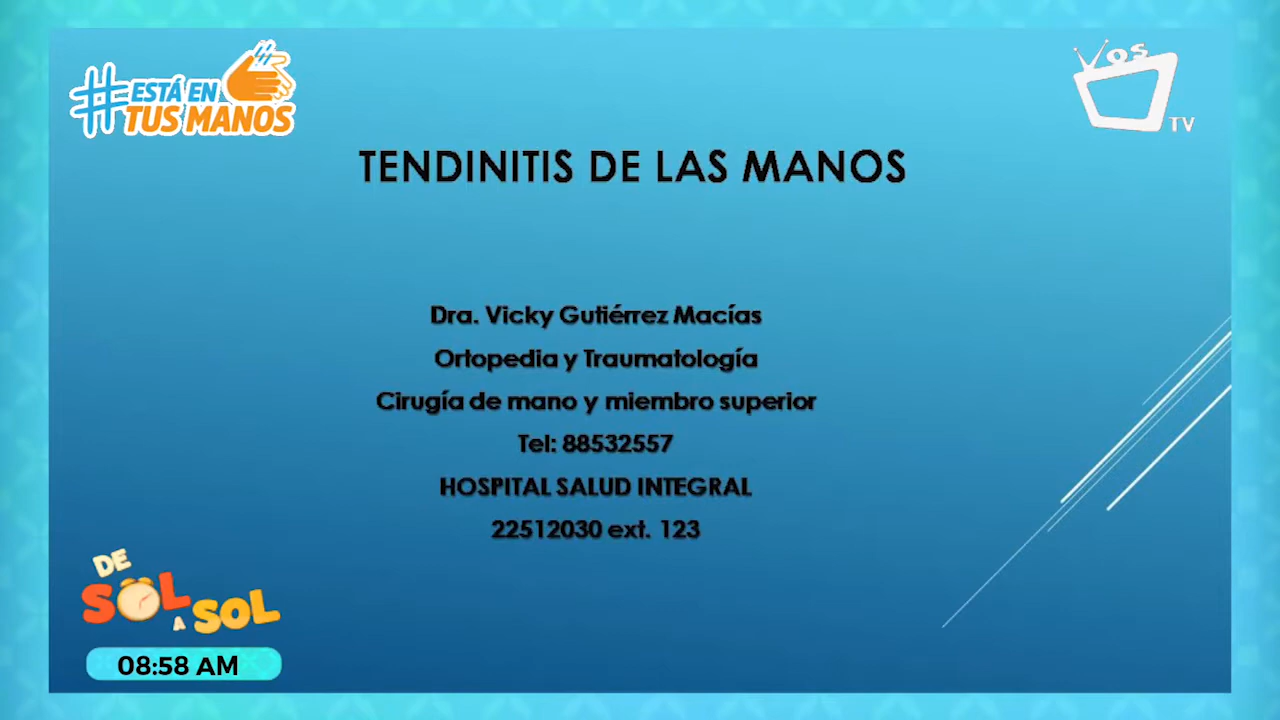 #ESTÁ EN
TUS MANOS
VOS
TV
TENDINITIS DE LAS MANOS
Dra. Vicky Gutiérrez Macías
Ortopedia y Traumatología
Cirugía de mano y miembro superior
Tel: 88532557
HOSPITAL SALUD INTEGRAL
22512030 ext. 123
DE
SOL
A SOL
08:58 AM